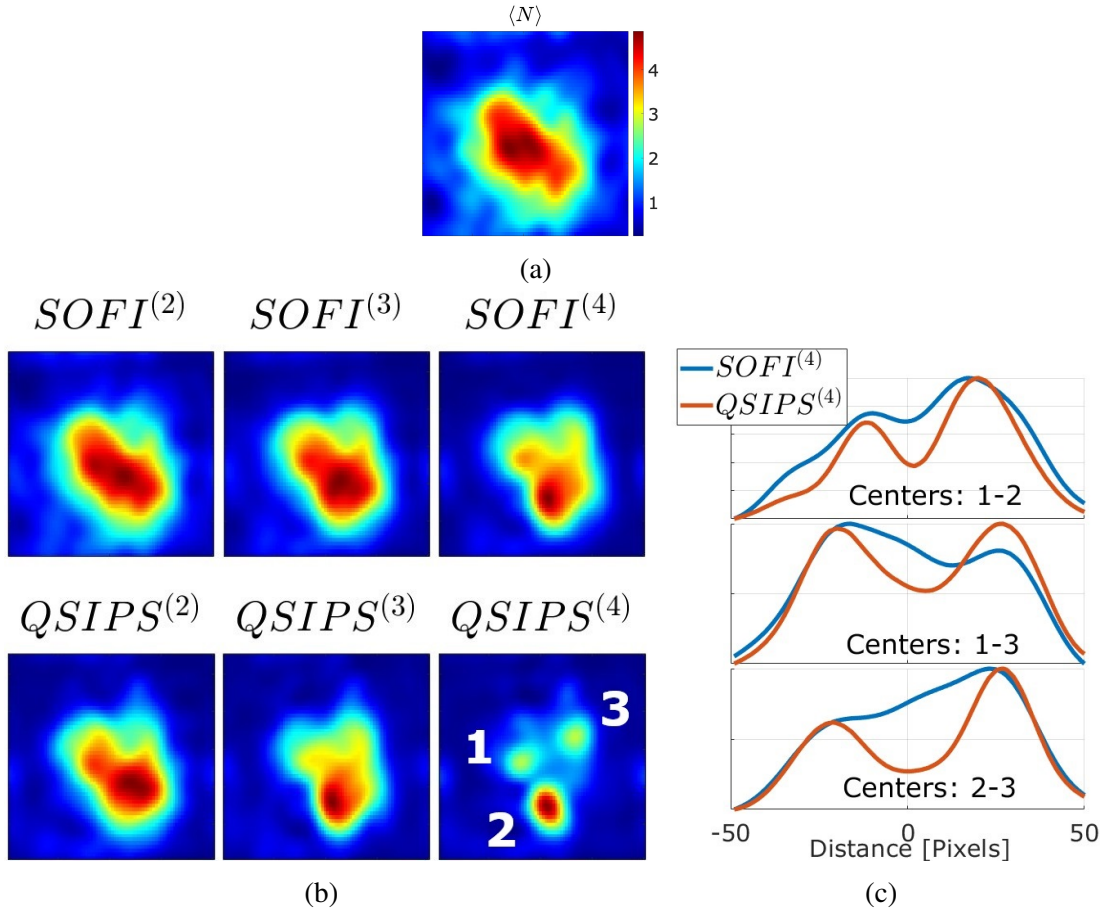 ⟨N⟩
4
3
2
1
(a)
SOFI^(2) SOFI^(3) SOFI^(4)
QSIPS^(2) QSIPS^(3) QSIPS^(4)
3
1
2
(b)
SOFI^(4)
QSIPS^(4)
Centers: 1-2
Centers: 1-3
Centers: 2-3
-50 0 50
Distance [Pixels]
(c)